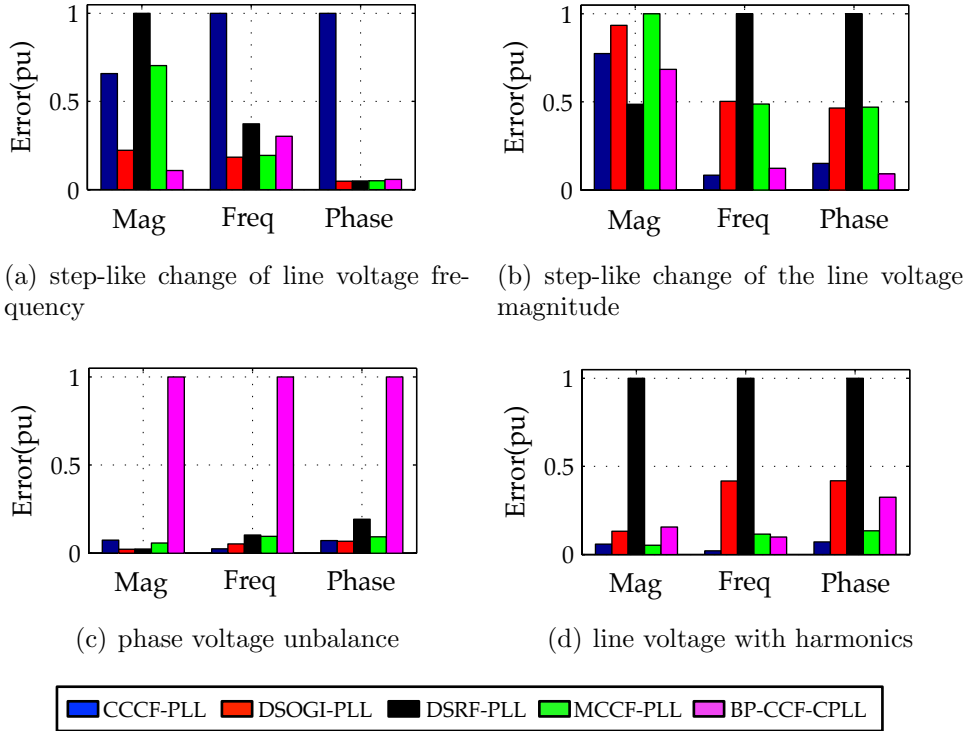 Error(pu)
1
0.5
0
Mag Freq Phase
(a) step-like change of line voltage fre-
quency
Error(pu)
1
0.5
0
Mag Freq Phase
(b) step-like change of the line voltage
magnitude
Error(pu)
1
0.5
0
Mag Freq Phase
(c) phase voltage unbalance
Error(pu)
1
0.5
0
Mag Freq Phase
(d) line voltage with harmonics
CCCF-PLL DSOGI-PLL DSRF-PLL MCCF-PLL BP-CCF-CPLL